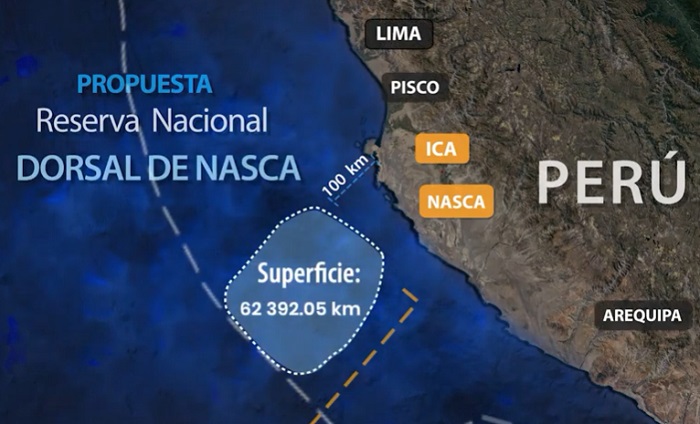 LIMA
PISCO
PROPUESTA
Reserva Nacional
DORSAL DE NASCA
ICA
100 km
NASCA
PERÚ
Superficie:
62 392.05 km
AREQUIPA